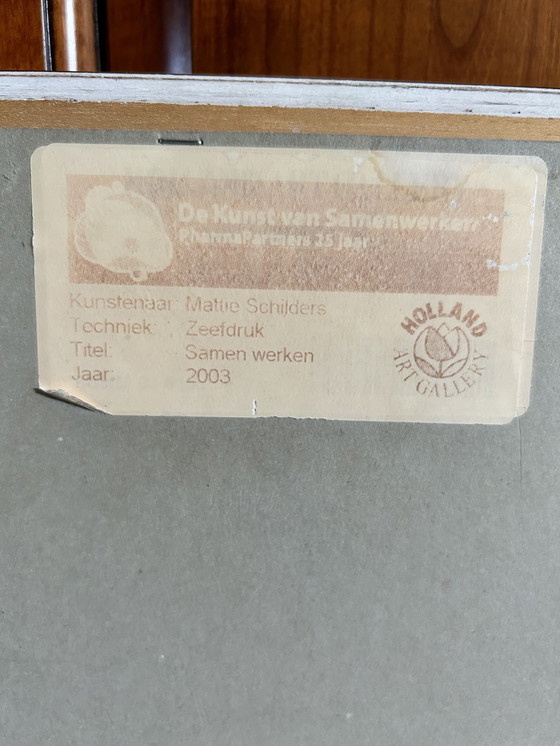 De Kunst van Samenwerken
PharmaPartners 25 jaar
Kunstenaar: Mattie Schilders
Techniek: Zeefdruk
Titel: Samen werken
Jaar: 2003
HOLLAND
ART GALLERY